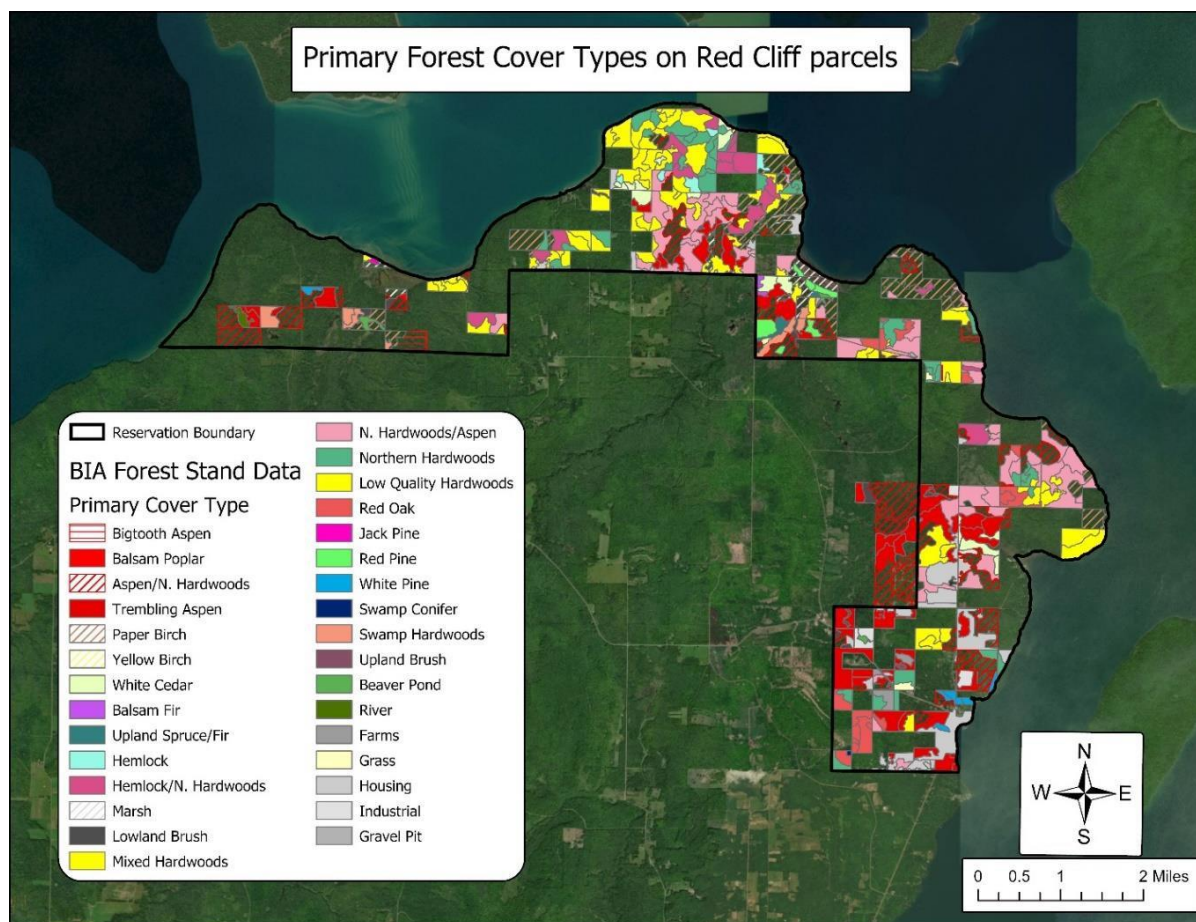 Primary Forest Cover Types on Red Cliff parcels
Reservation Boundary
BIA Forest Stand Data
Primary Cover Type
Bigtooth Aspen
Balsam Poplar
Aspen/N. Hardwoods
Trembling Aspen
Paper Birch
Yellow Birch
White Cedar
Balsam Fir
Upland Spruce/Fir
Hemlock
Hemlock/N. Hardwoods
Marsh
Lowland Brush
Mixed Hardwoods
N. Hardwoods/Aspen
Northern Hardwoods
Low Quality Hardwoods
Red Oak
Jack Pine
Red Pine
White Pine
Swamp Conifer
Swamp Hardwoods
Upland Brush
Beaver Pond
River
Farms
Grass
Housing
Industrial
Gravel Pit
N
W E
S
0 0.5 1 2 Miles